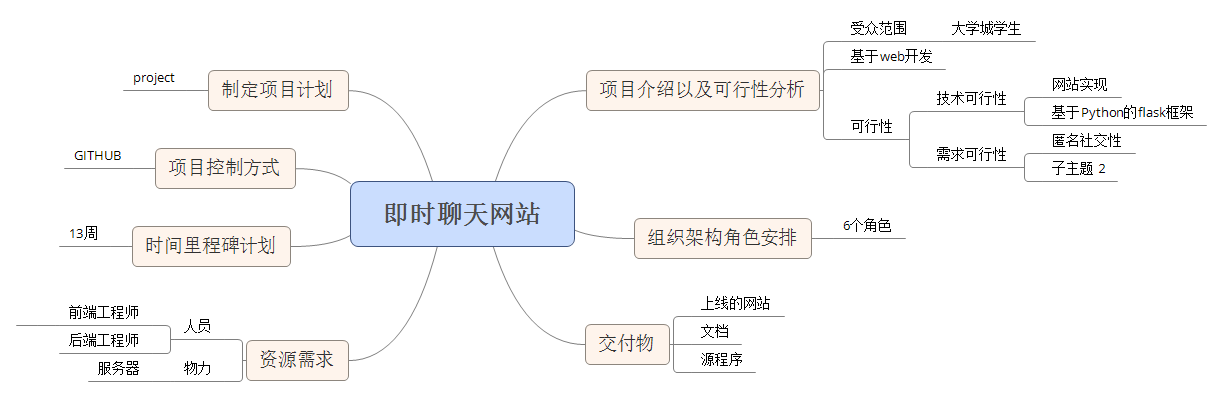 即时聊天网站
项目介绍以及可行性分析
受众范围
大学城学生
基于web开发
可行性
技术可行性
网站实现
基于Python的flask框架
需求可行性
匿名社交性
子主题 2
组织架构角色安排
6个角色
交付物
上线的网站
文档
源程序
制定项目计划
project
项目控制方式
GITHUB
时间里程碑计划
13周
资源需求
人员
前端工程师
后端工程师
物力
服务器